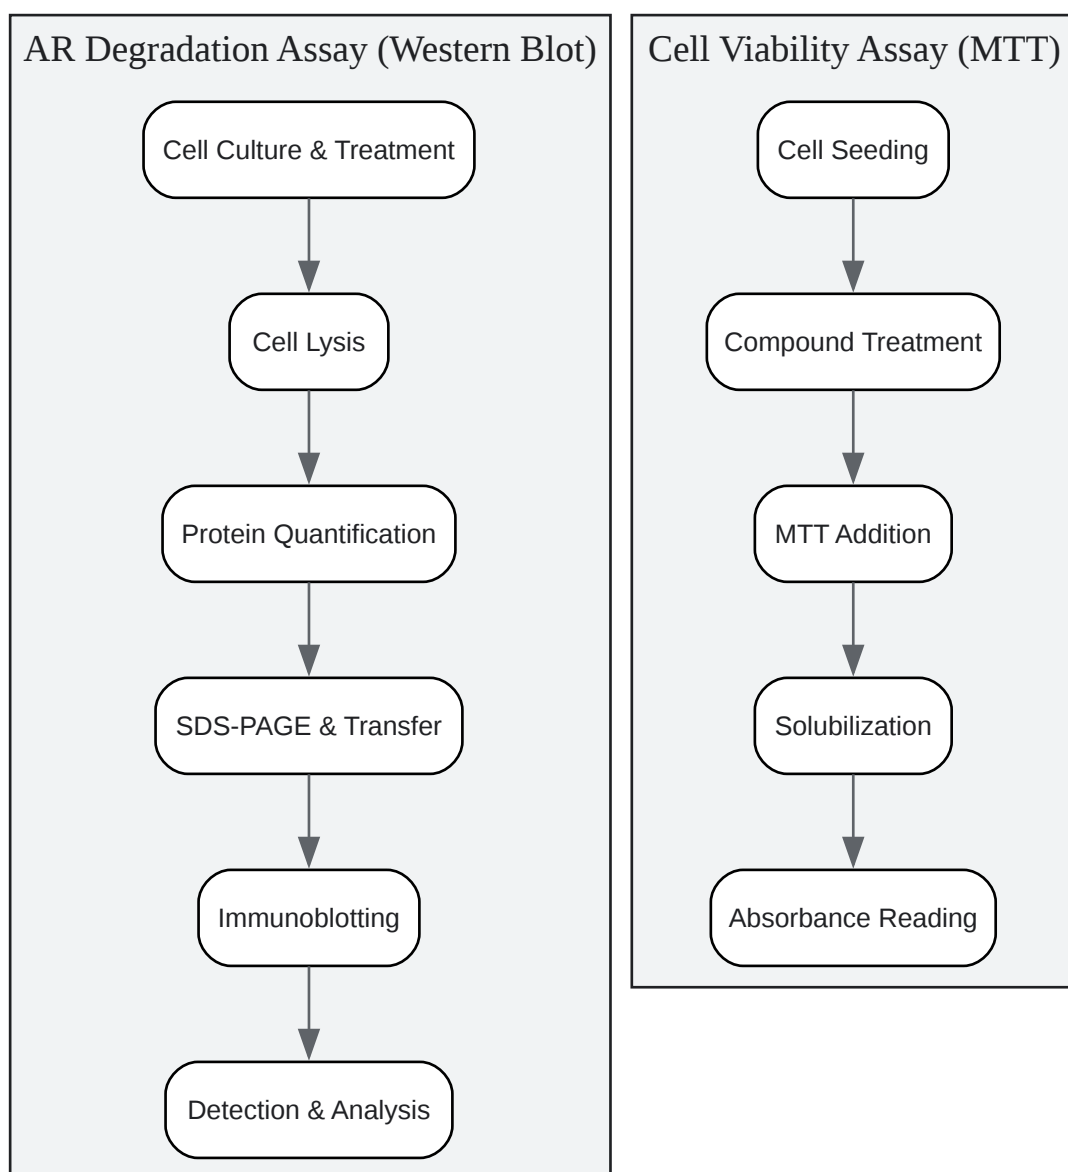 AR Degradation Assay (Western Blot)
Cell Culture & Treatment
Cell Lysis
Protein Quantification
SDS-PAGE & Transfer
Immunoblotting
Detection & Analysis
Cell Viability Assay (MTT)
Cell Seeding
Compound Treatment
MTT Addition
Solubilization
Absorbance Reading